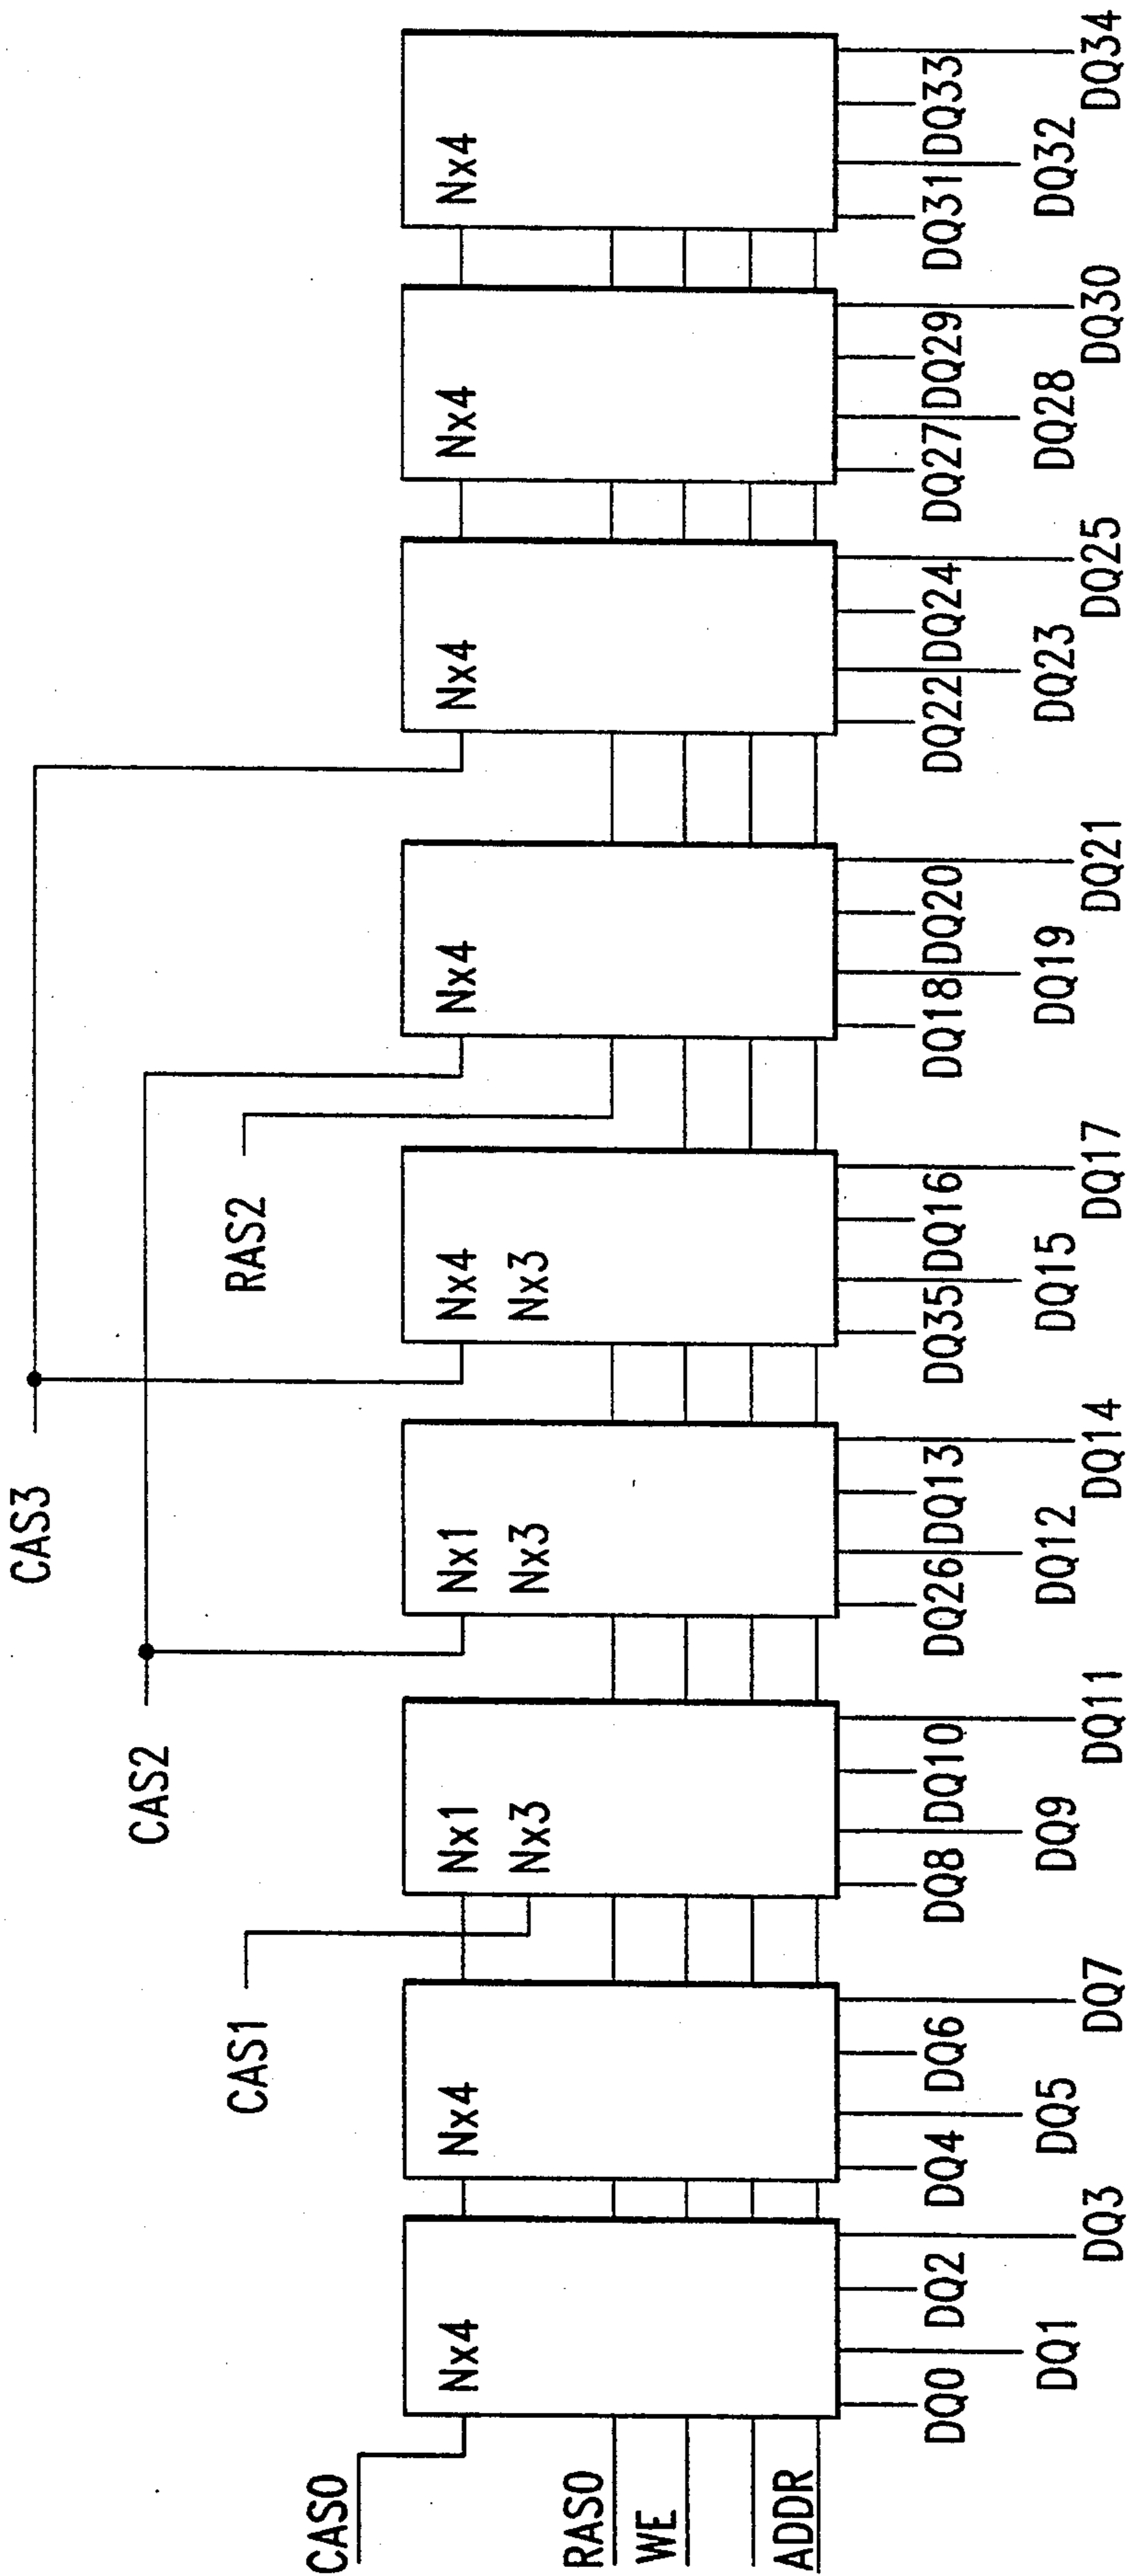 CAS3
CAS2
RAS2
CAS1
CAS0
RAS0
WE
ADDR
Nx4
Nx4
Nx1
Nx3
Nx1
Nx3
Nx4
Nx3
Nx4
Nx4
Nx4
Nx4
DQ0 DQ2
DQ1 DQ3
DQ4 DQ6
DQ5 DQ7
DQ8 DQ10
DQ9 DQ11
DQ26 DQ13
DQ12 DQ14
DQ35 DQ16
DQ15 DQ17
DQ18 DQ20
DQ19 DQ21
DQ22 DQ24
DQ23 DQ25
DQ27 DQ29
DQ28 DQ30
DQ31 DQ33
DQ32 DQ34